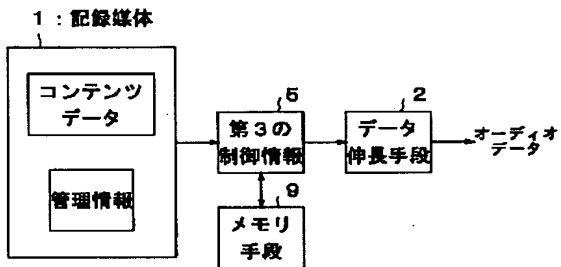 1：記録媒体
コンテンツ
データ
管理情報
5
第3の
制御情報
9
メモリ
手段
2
データ
伸長手段
オーディオ
データ